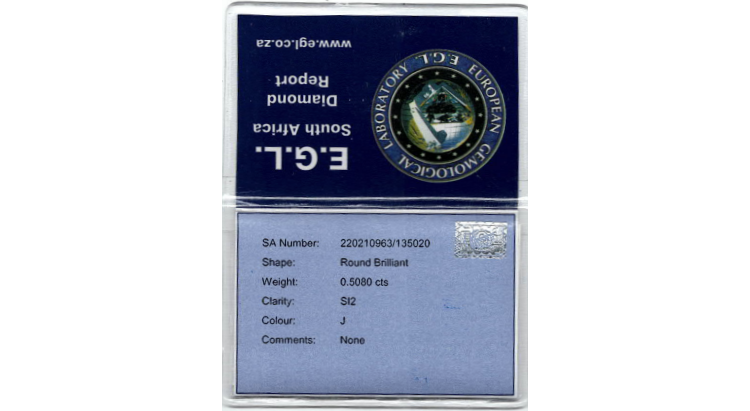 www.egl.co.za
Report
Diamond
South Africa
E.G.L.
EUROPEAN GEMOLOGICAL LABORATORY
E.G.L.
SA Number: 220210963/135020
Shape: Round Brilliant
Weight: 0.5080 cts
Clarity: SI2
Colour: J
Comments: None